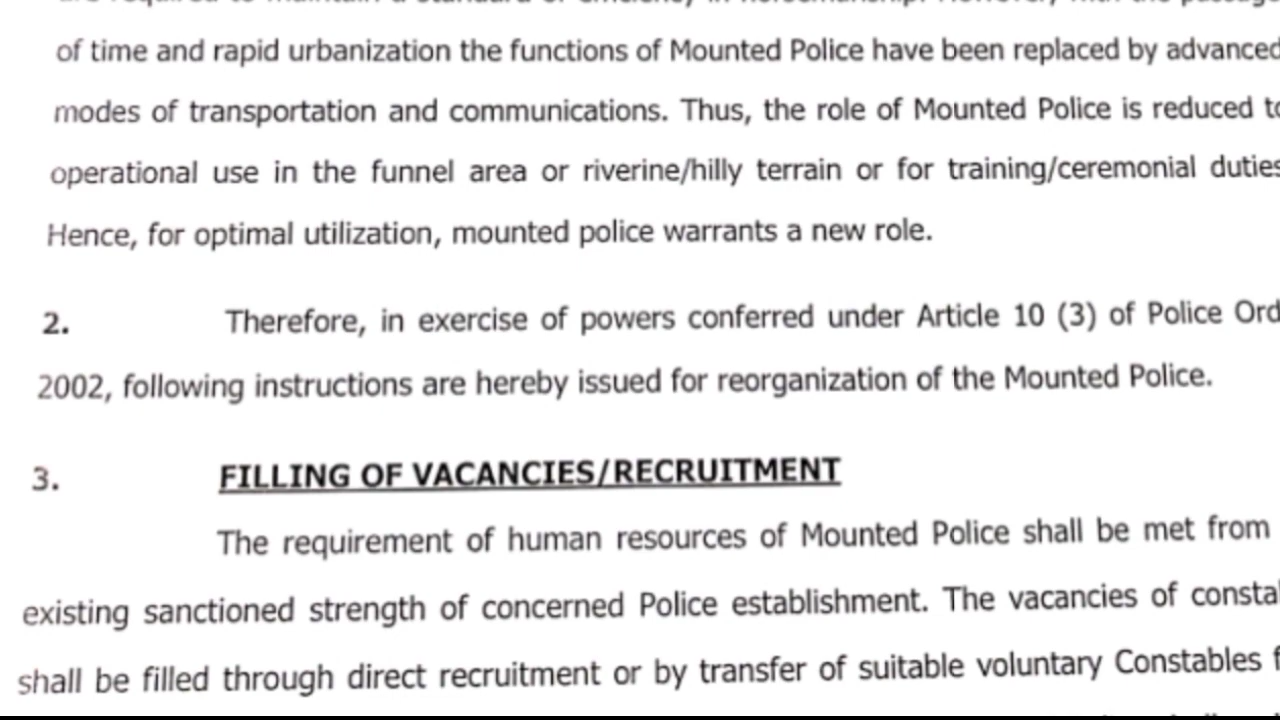 of time and rapid urbanization the functions of Mounted Police have been replaced by advanced
modes of transportation and communications. Thus, the role of Mounted Police is reduced to
operational use in the funnel area or riverine/hilly terrain or for training/ceremonial duties
Hence, for optimal utilization, mounted police warrants a new role.
2. Therefore, in exercise of powers conferred under Article 10 (3) of Police Ord
2002, following instructions are hereby issued for reorganization of the Mounted Police.
3. FILLING OF VACANCIES/RECRUITMENT
The requirement of human resources of Mounted Police shall be met from
existing sanctioned strength of concerned Police establishment. The vacancies of consta
shall be filled through direct recruitment or by transfer of suitable voluntary Constables f